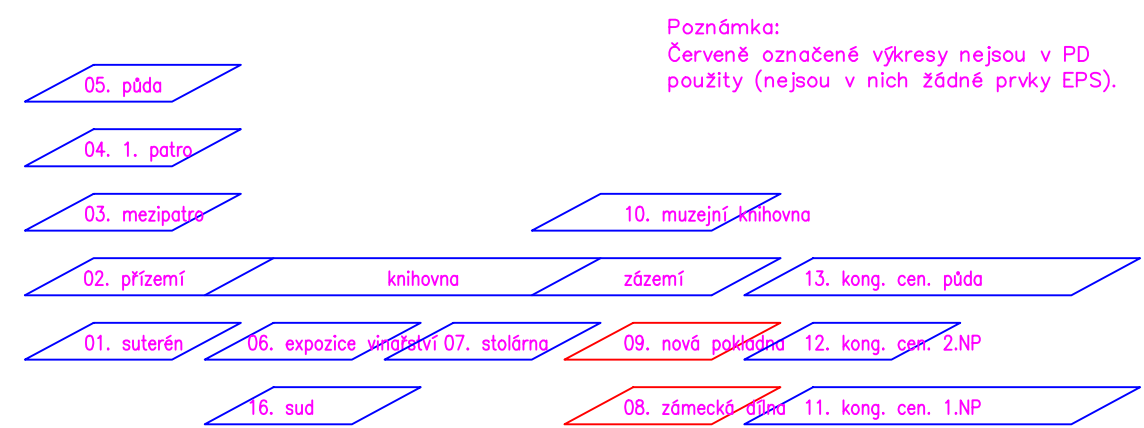 Poznámka:
Červeně označené výkresy nejsou v PD
použity (nejsou v nich žádné prvky EPS).
05. půda
04. 1. patro
03. mezipatro
10. muzejní knihovna
02. přízemí
knihovna
zázemí
13. kong. cen. půda
01. suterén
06. expozice vinařství
07. stolárna
09. nová pokladna
12. kong. cen. 2.NP
16. sud
08. zámecká dílna
11. kong. cen. 1.NP